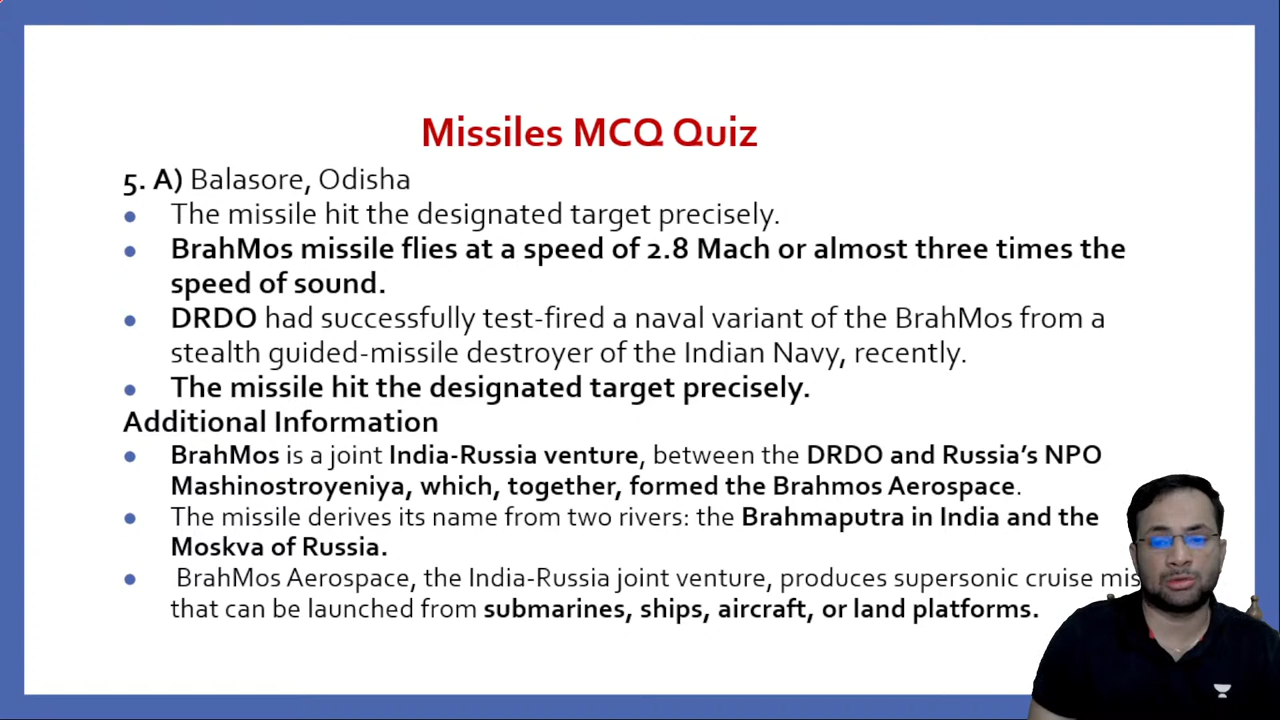 Missiles MCQ Quiz
5. A) Balasore, Odisha
• The missile hit the designated target precisely.
• BrahMos missile flies at a speed of 2.8 Mach or almost three times the
speed of sound.
• DRDO had successfully test-fired a naval variant of the BrahMos from a
stealth guided-missile destroyer of the Indian Navy, recently.
• The missile hit the designated target precisely.
Additional Information
• BrahMos is a joint India-Russia venture, between the DRDO and Russia's NPO
Mashinostroyeniya, which, together, formed the Brahmos Aerospace.
• The missile derives its name from two rivers: the Brahmaputra in India and the
Moskva of Russia.
• BrahMos Aerospace, the India-Russia joint venture, produces supersonic cruise mis
that can be launched from submarines, ships, aircraft, or land platforms.